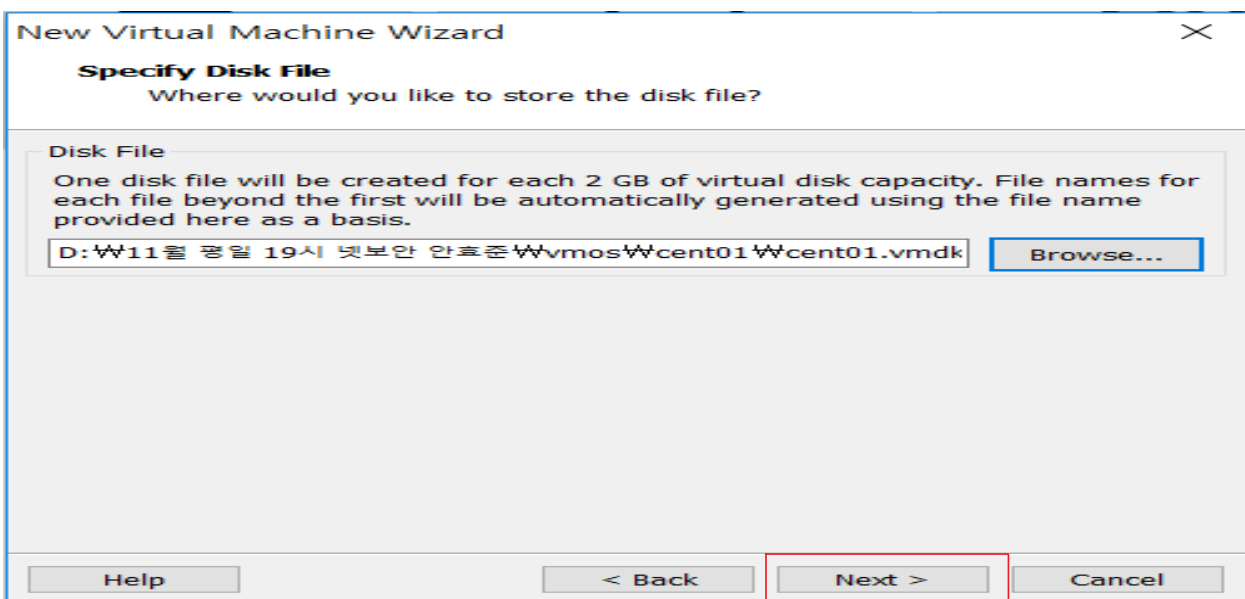 New Virtual Machine Wizard
Specify Disk File
Where would you like to store the disk file?
Disk File
One disk file will be created for each 2 GB of virtual disk capacity. File names for
each file beyond the first will be automatically generated using the file name
provided here as a basis.
D:₩11월 평일 19시 넷보안 안효준₩vmos₩cent01₩cent01.vmdk
Browse...
Help
< Back
Next >
Cancel